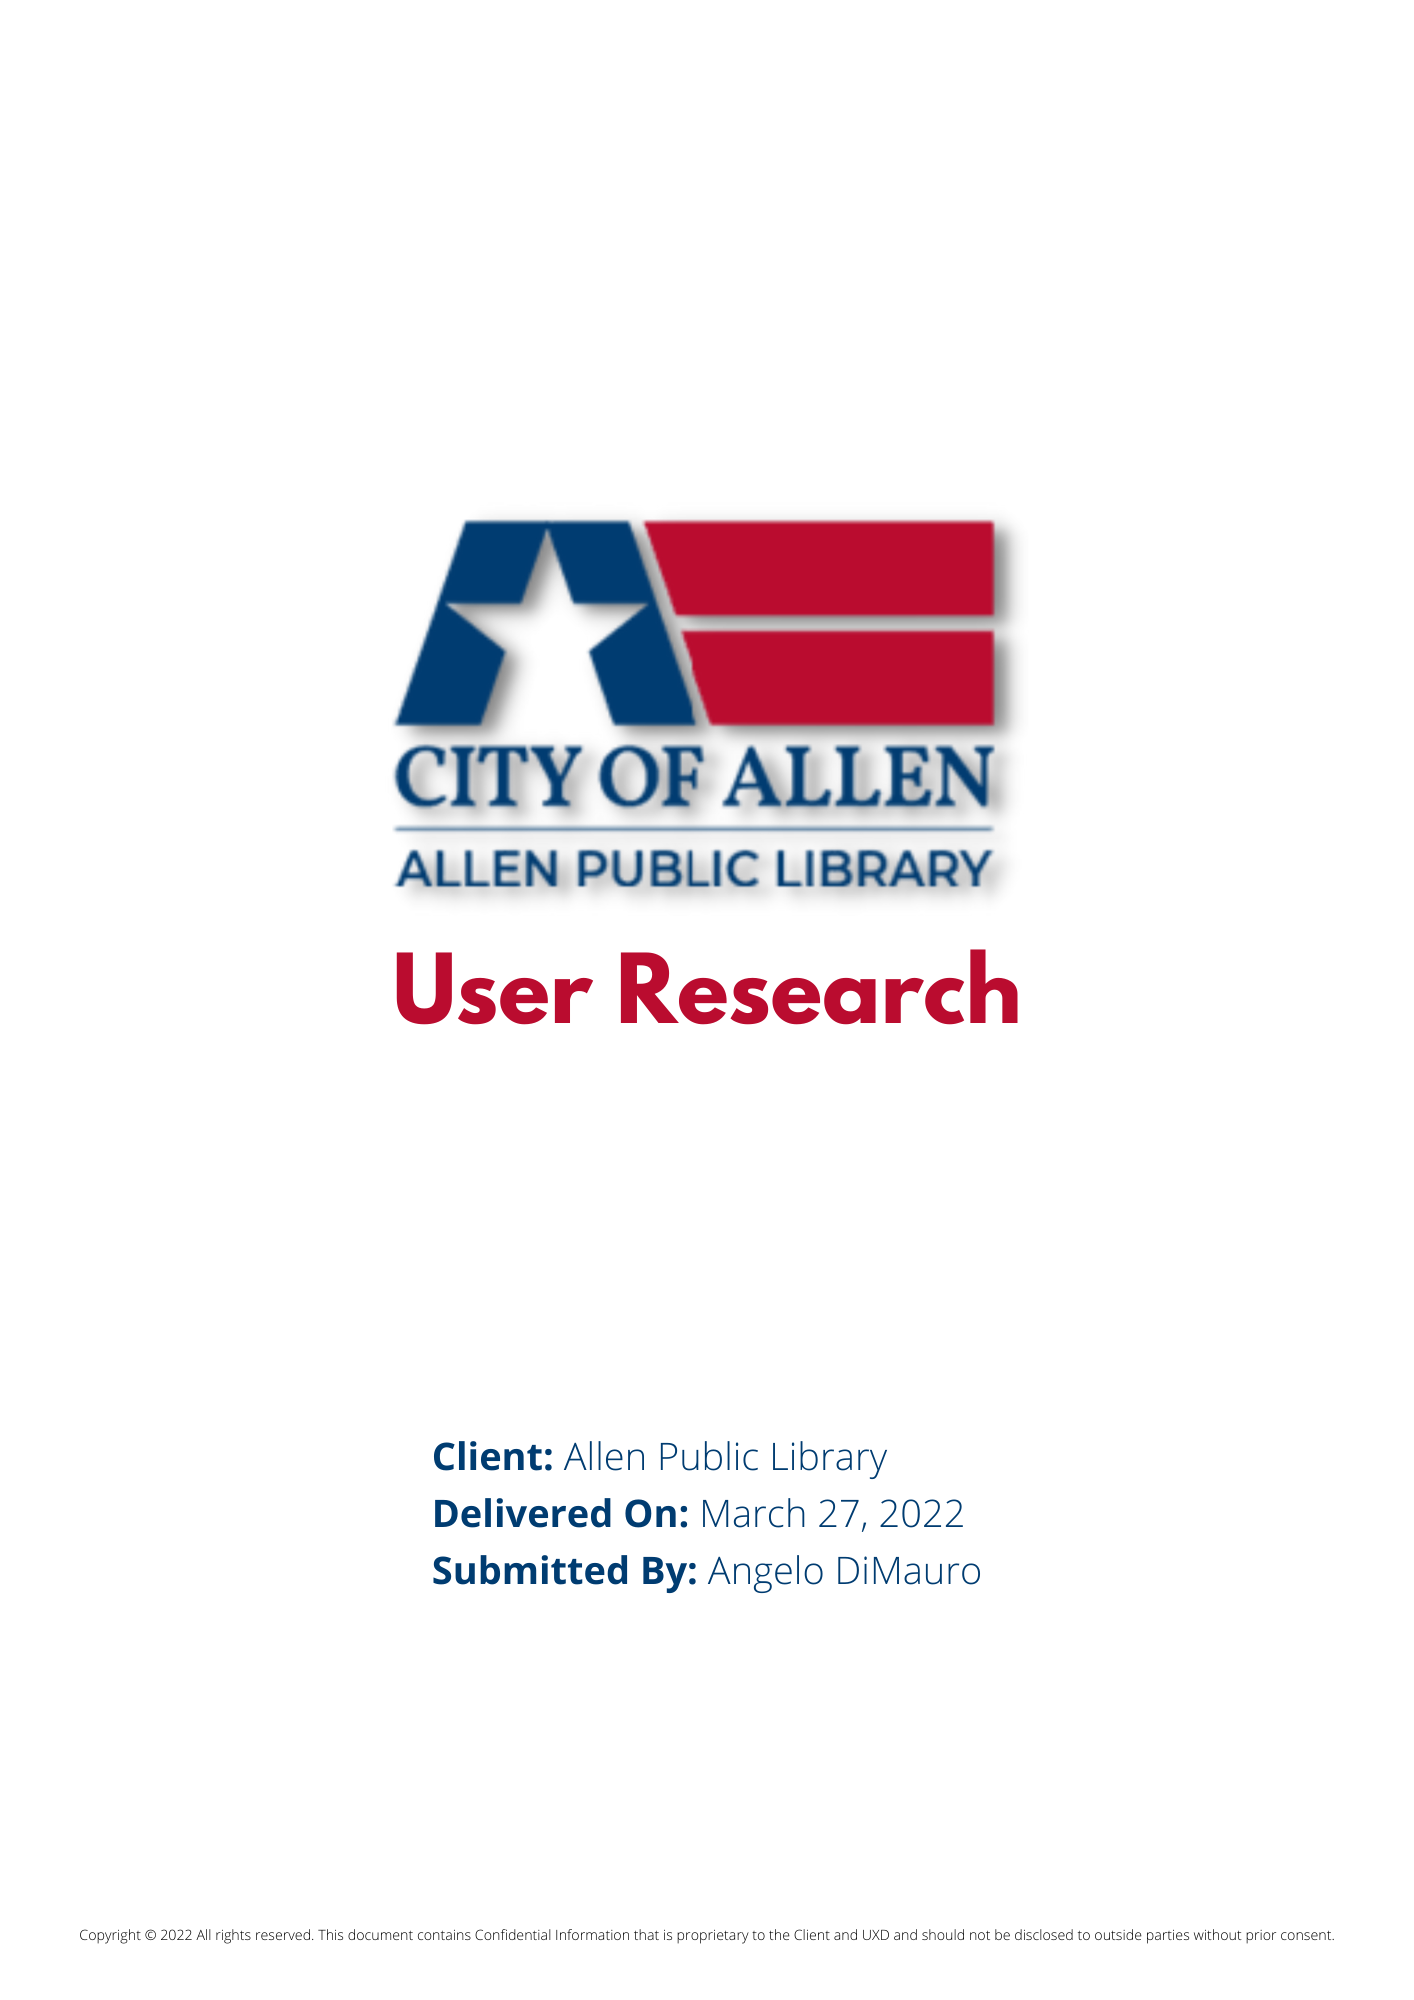 CITY OF ALLEN
ALLEN PUBLIC LIBRARY
User Research
Client: Allen Public Library
Delivered On: March 27, 2022
Submitted By: Angelo DiMauro
Copyright © 2022 All rights reserved. This document contains Confidential Information that is proprietary to the Client and UXD and should not be disclosed to outside parties without prior consent.